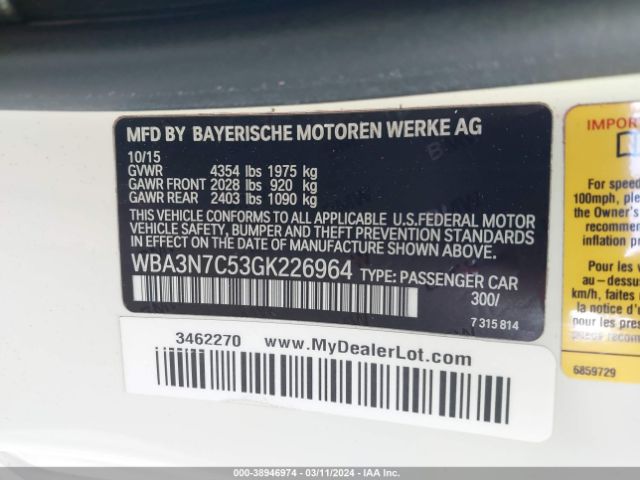 MFD BY BAYERISCHE MOTOREN WERKE AG
10/15
GVWR 4354 lbs 1975 kg
GAWR FRONT 2028 lbs 920 kg
GAWR REAR 2403 lbs 1090 kg
THIS VEHICLE CONFORMS TO ALL APPLICABLE U.S.FEDERAL MOTOR
VEHICLE SAFETY, BUMPER AND THEFT PREVENTION STANDARDS
IN EFFECT ON THE DATE OF MANUFACTURE SHOWN ABOVE.
WBA3N7C53GK226964 TYPE: PASSENGER CAR
300/
7 315 814
3462270 www.MyDealerLot.com
IMPOR
For speed
100mph, ple
the Owner's
recommen
inflation p
au–dessu
km/h, faites
la notice d'u
pour les pres
recom
6859729
000 - 38946974 - 03/11/2024 - IAA, Inc.